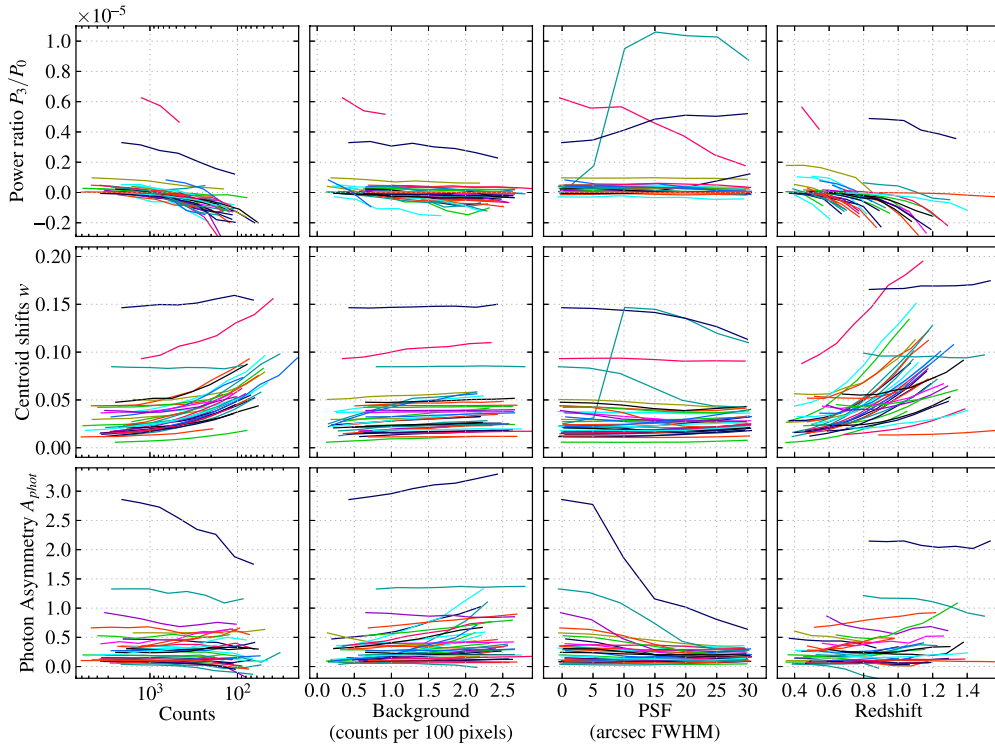 ×10⁻⁵
Power ratio P₃/P₀
1.0
0.8
0.6
0.4
0.2
0.0
−0.2
Centroid shifts w
0.20
0.15
0.10
0.05
0.00
Photon Asymmetry A_phot
3.0
2.5
2.0
1.5
1.0
0.5
0.0
10³ 10²
0.0 0.5 1.0 1.5 2.0 2.5
0 5 10 15 20 25 30
0.4 0.6 0.8 1.0 1.2 1.4
Counts
Background
(counts per 100 pixels)
PSF
(arcsec FWHM)
Redshift